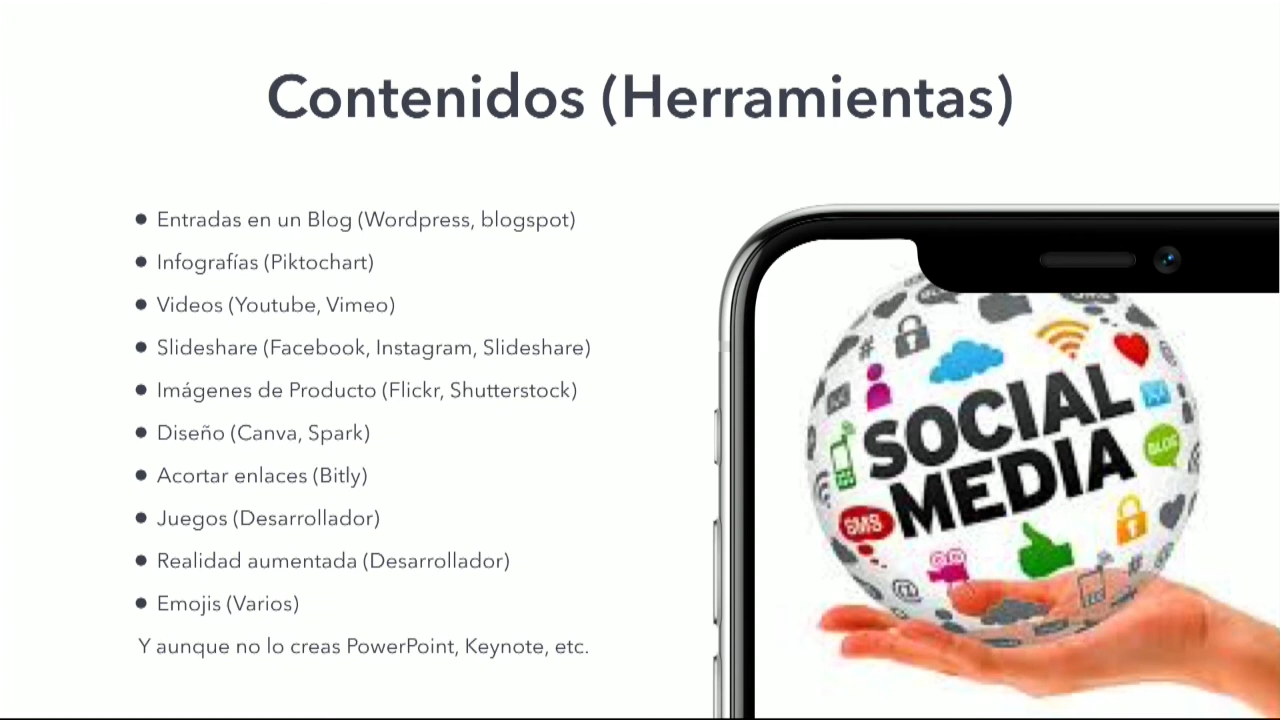 Contenidos (Herramientas)
● Entradas en un Blog (Wordpress, blogspot)
● Infografías (Piktochart)
● Videos (Youtube, Vimeo)
● Slideshare (Facebook, Instagram, Slideshare)
● Imágenes de Producto (Flickr, Shutterstock)
● Diseño (Canva, Spark)
● Acortar enlaces (Bitly)
● Juegos (Desarrollador)
● Realidad aumentada (Desarrollador)
● Emojis (Varios)
Y aunque no lo creas PowerPoint, Keynote, etc.
#
SOCIAL
MEDIA
BLOG
SMS
@
#